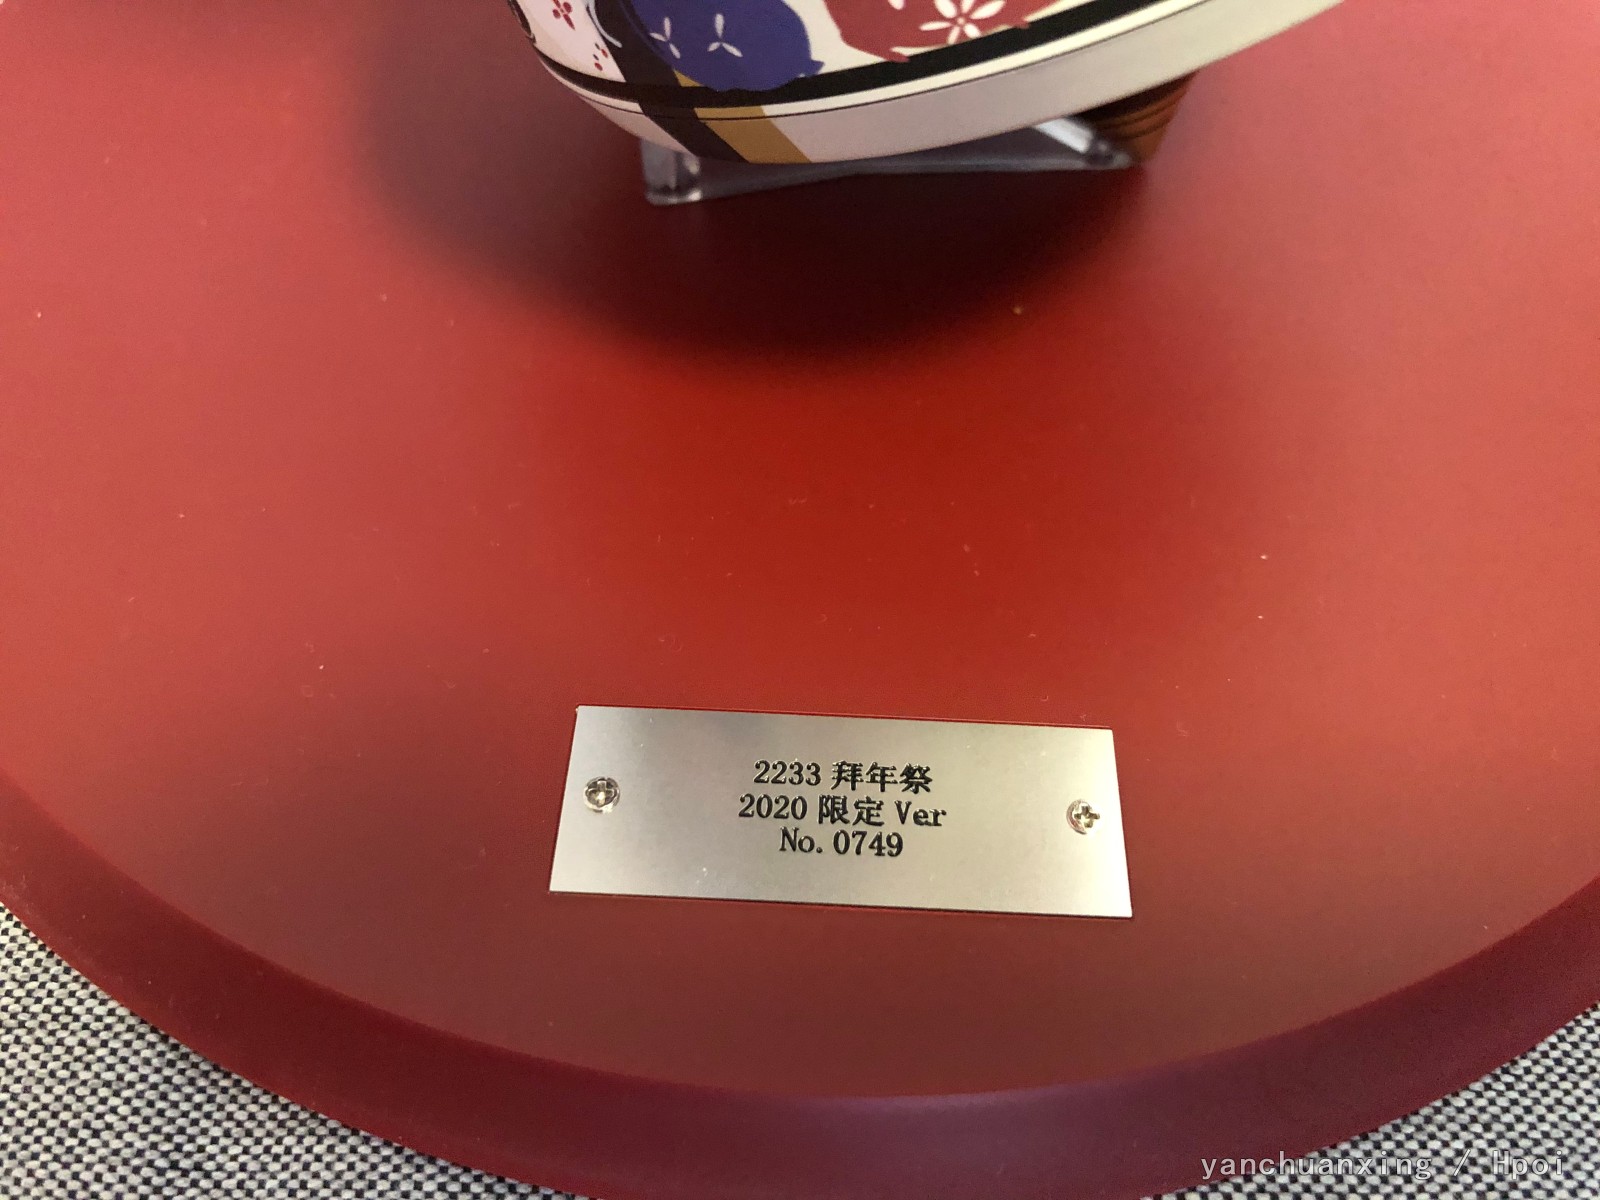 2233 拜年祭
2020 限定 Ver
No. 0749
yanchuanxing / Hpoi